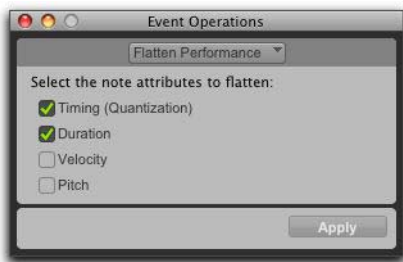 Event Operations
Flatten Performance
Select the note attributes to flatten:
Timing (Quantization)
Duration
Velocity
Pitch
Apply